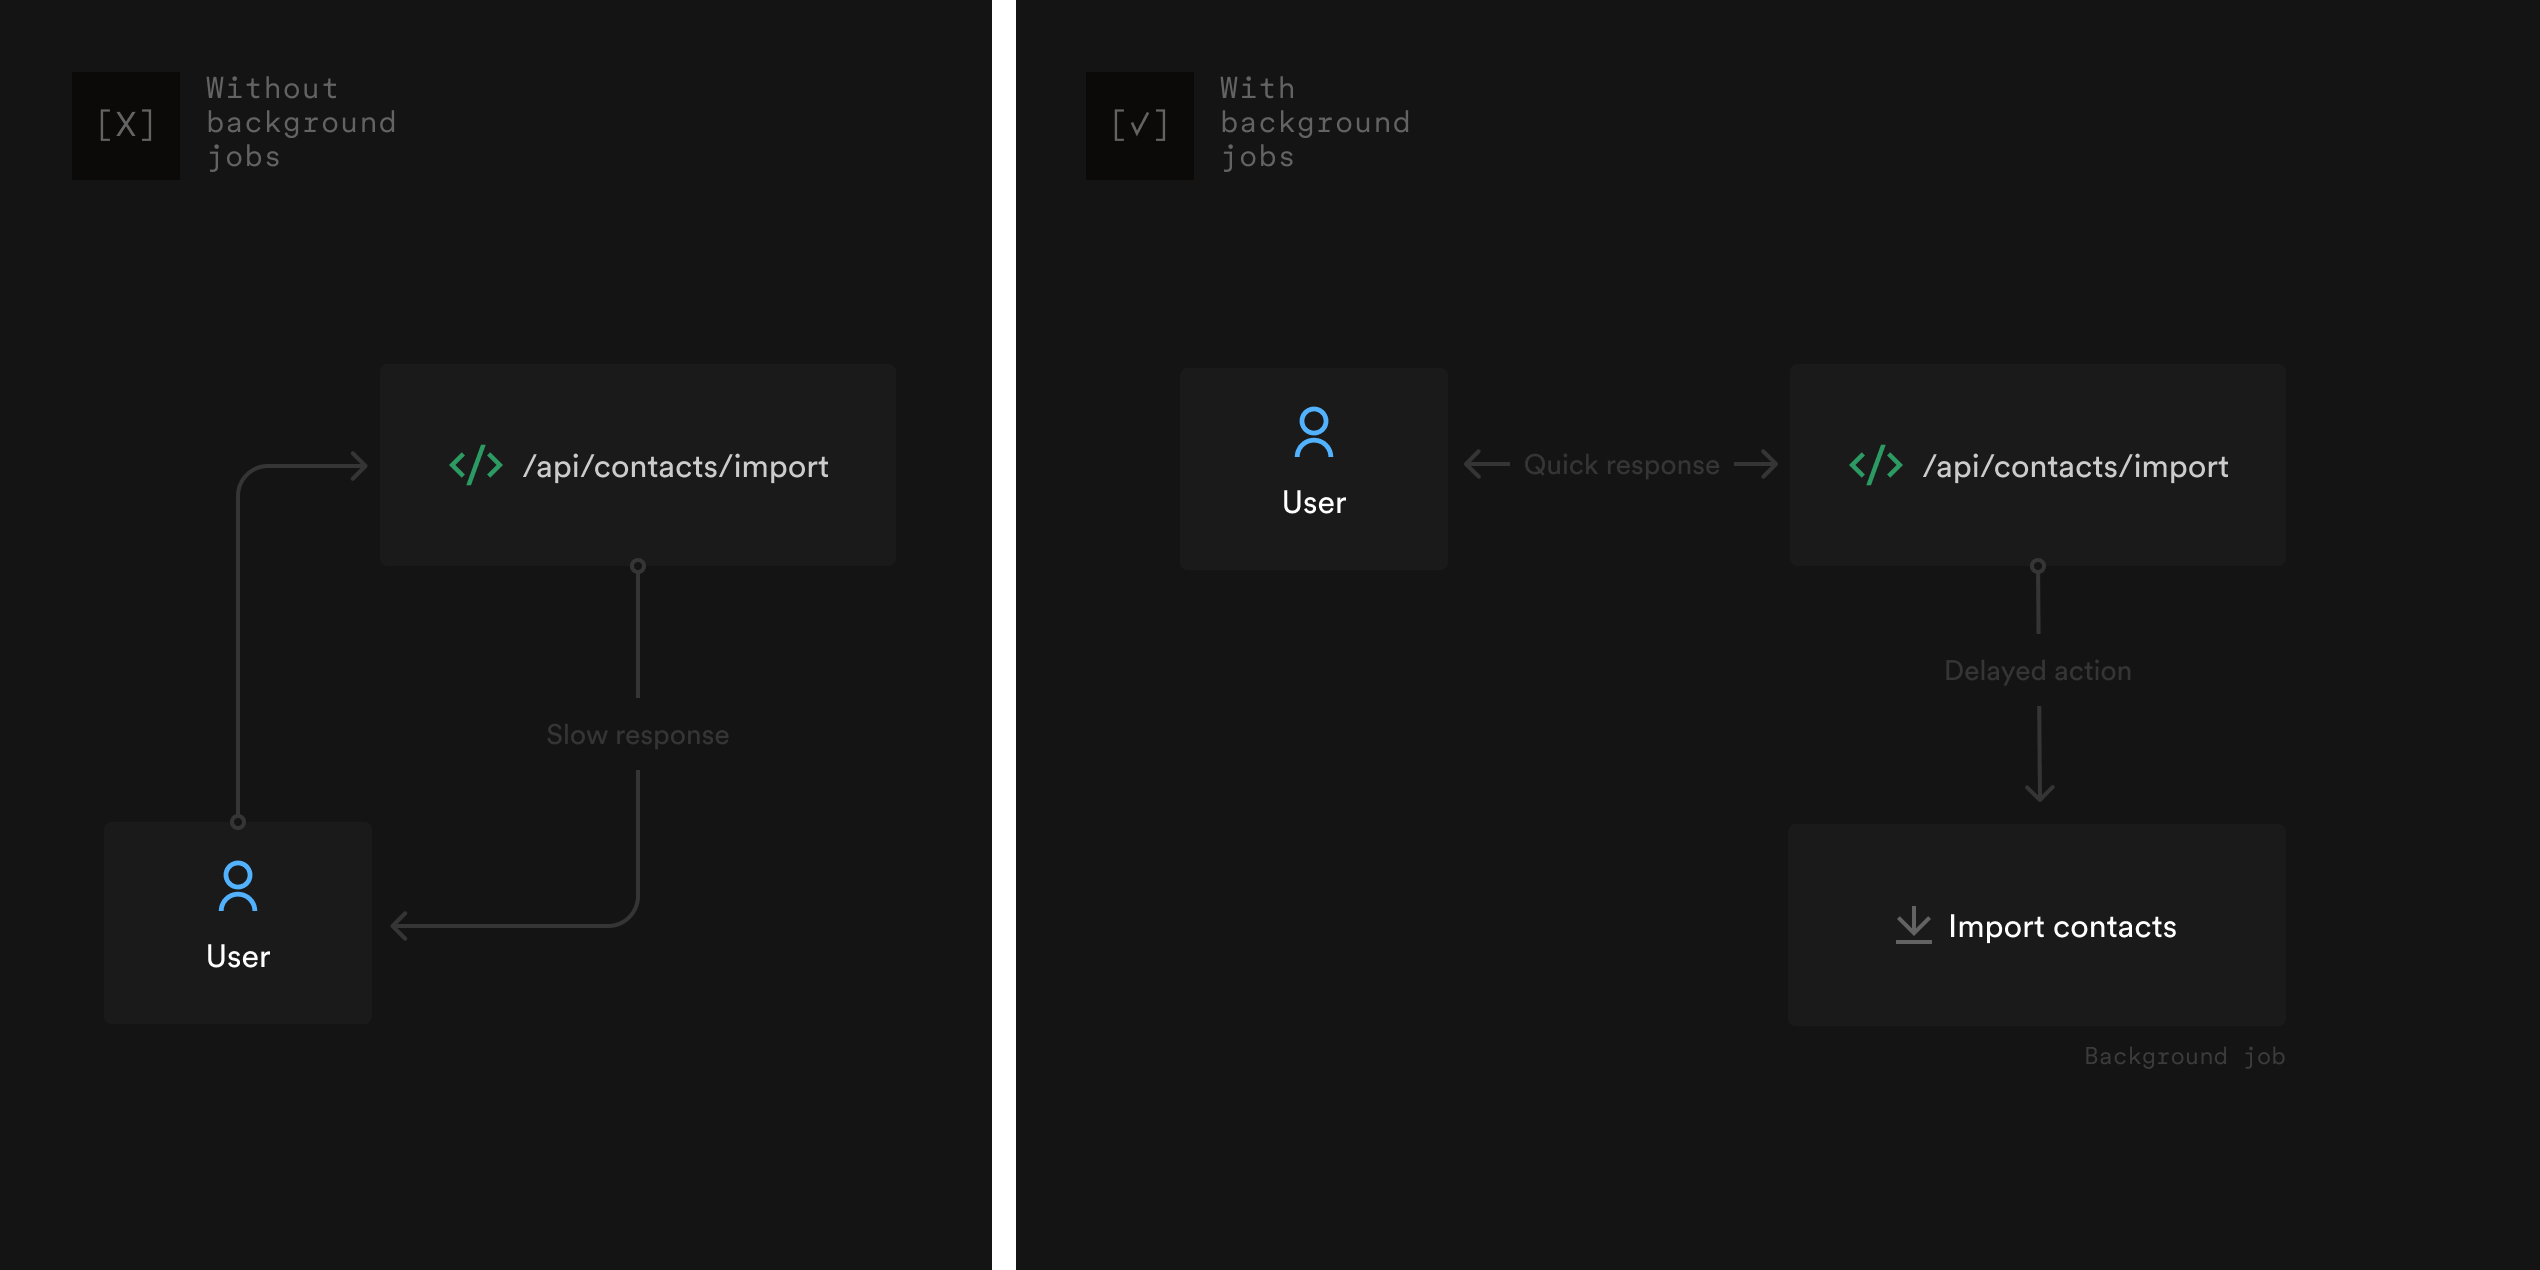 [X]
Without
background
jobs
</> /api/contacts/import
Slow response
User
[✓]
With
background
jobs
User
Quick response
</> /api/contacts/import
Delayed action
Import contacts
Background job